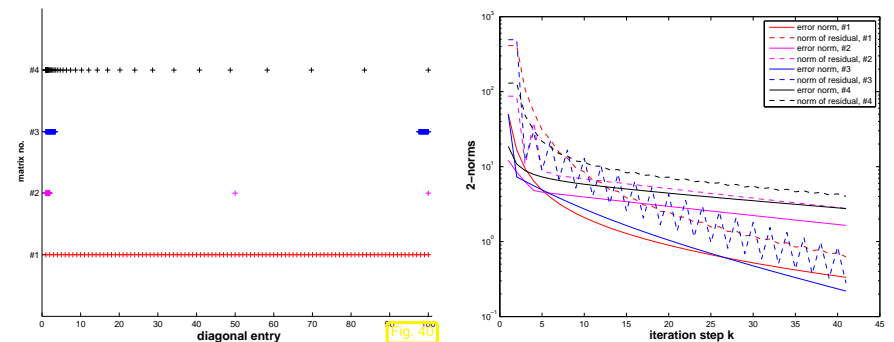 #4
#3
#2
#1
matrix no.
0 10 20 30 40 50 60 70 80 90 100
diagonal entry
Fig. 40
10³
10²
10¹
10⁰
10⁻¹
2−norms
0 5 10 15 20 25 30 35 40 45
iteration step k
error norm, #1
norm of residual, #1
error norm, #2
norm of residual, #2
error norm, #3
norm of residual, #3
error norm, #4
norm of residual, #4